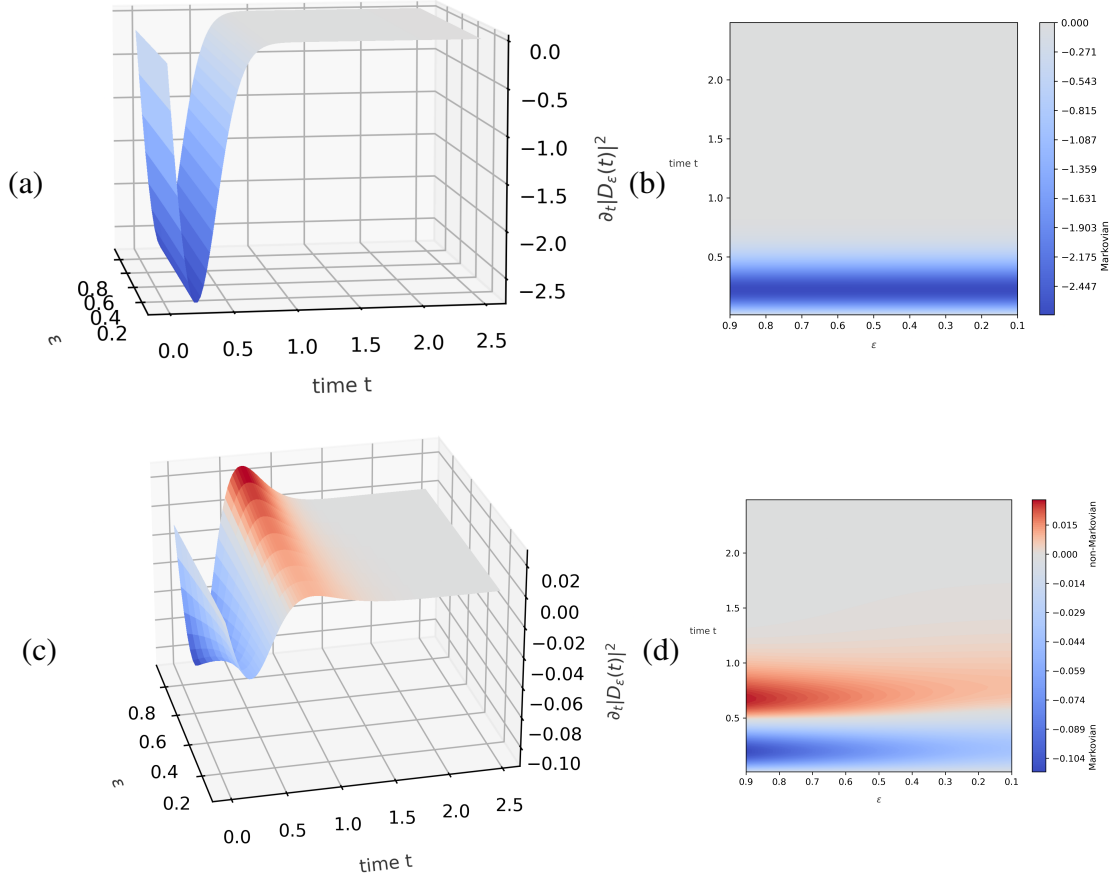 (a)
0.0
−0.5
−1.0
−1.5
−2.0
−2.5
∂t|Dε(t)|²
0.8
0.6
0.4
0.2
ε
0.0 0.5 1.0 1.5 2.0 2.5
time t
(b)
time t
2.0
1.5
1.0
0.5
0.9 0.8 0.7 0.6 0.5 0.4 0.3 0.2 0.1
ε
0.000
−0.271
−0.543
−0.815
−1.087
−1.359
−1.631
−1.903
−2.175
−2.447
Markovian
(c)
0.02
0.00
−0.02
−0.04
−0.06
−0.08
−0.10
∂t|Dε(t)|²
0.8
0.6
0.4
0.2
ε
0.0 0.5 1.0 1.5 2.0 2.5
time t
(d)
time t
2.0
1.5
1.0
0.5
0.9 0.8 0.7 0.6 0.5 0.4 0.3 0.2 0.1
ε
0.015
0.000
−0.014
−0.029
−0.044
−0.059
−0.074
−0.089
−0.104
non-Markovian
Markovian